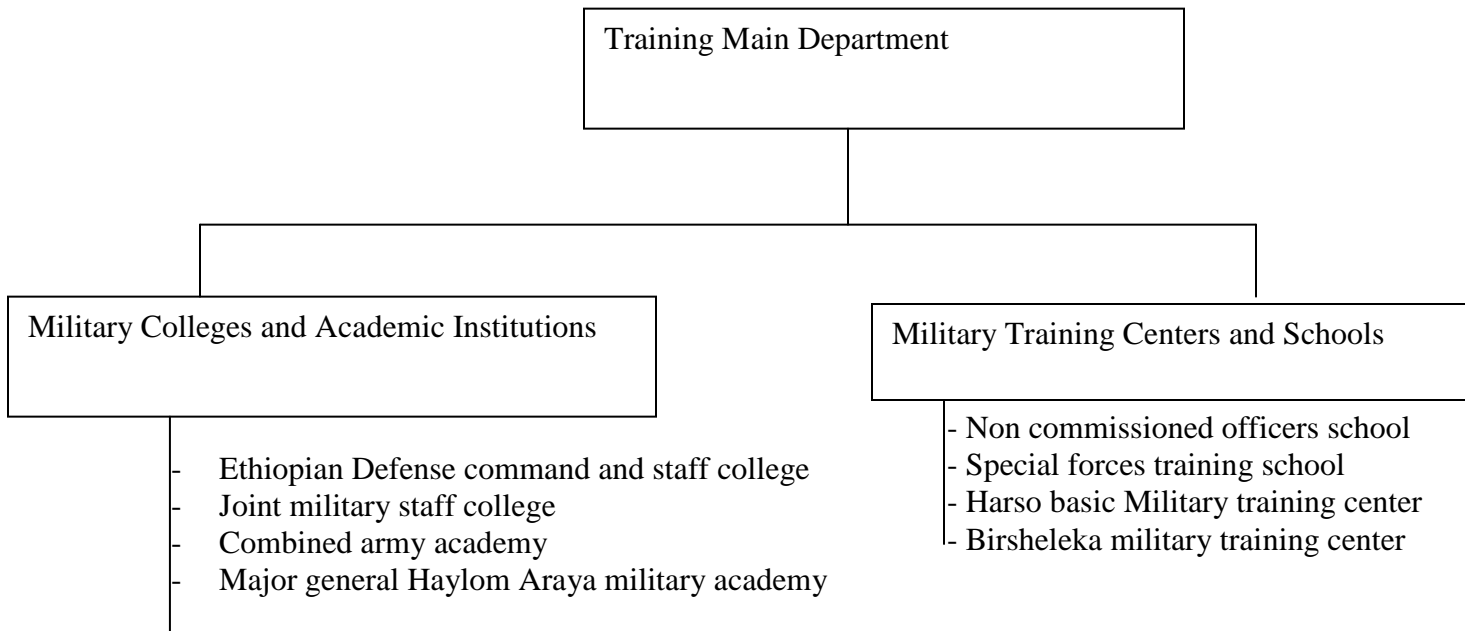 Training Main Department
Military Colleges and Academic Institutions
- Ethiopian Defense command and staff college
- Joint military staff college
- Combined army academy
- Major general Haylom Araya military academy
Military Training Centers and Schools
- Non commissioned officers school
- Special forces training school
- Harso basic Military training center
- Birsheleka military training center